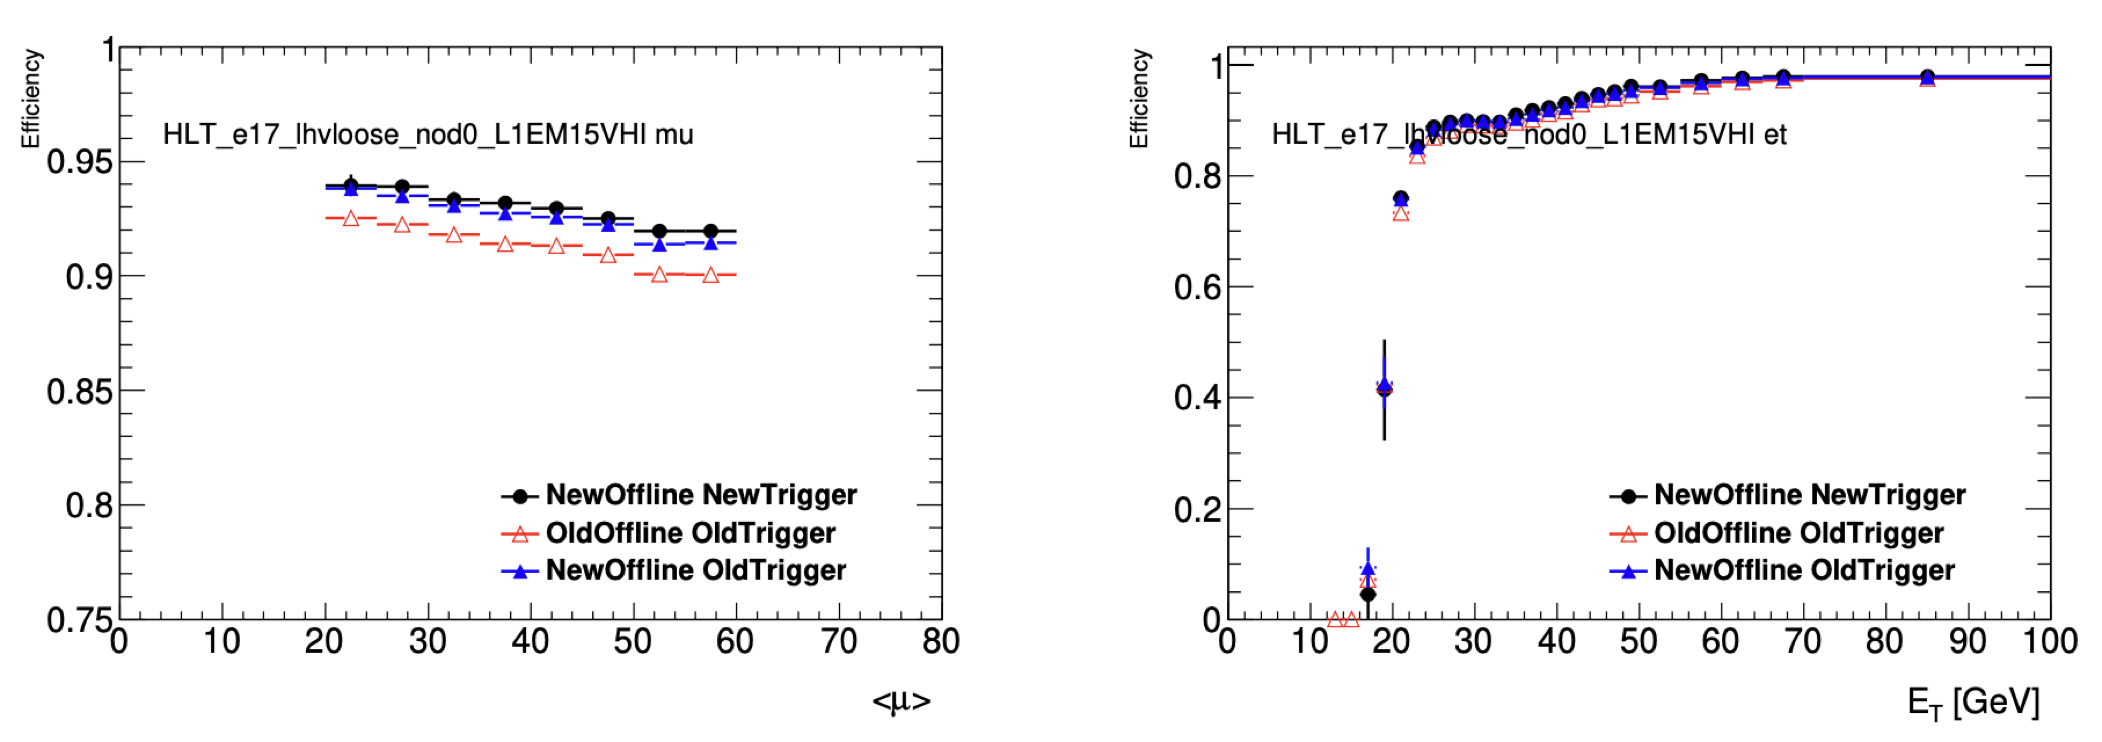 Efficiency
1
HLT_e17_lhvloose_nod0_L1EM15VHI mu
0.95
0.9
0.85
0.8
0.75
NewOffline NewTrigger
OldOffline OldTrigger
NewOffline OldTrigger
0 10 20 30 40 50 60 70 80
<μ>
Efficiency
1
HLT_e17_lhvloose_nod0_L1EM15VHI et
0.8
0.6
0.4
0.2
0
NewOffline NewTrigger
OldOffline OldTrigger
NewOffline OldTrigger
0 10 20 30 40 50 60 70 80 90 100
E_T [GeV]